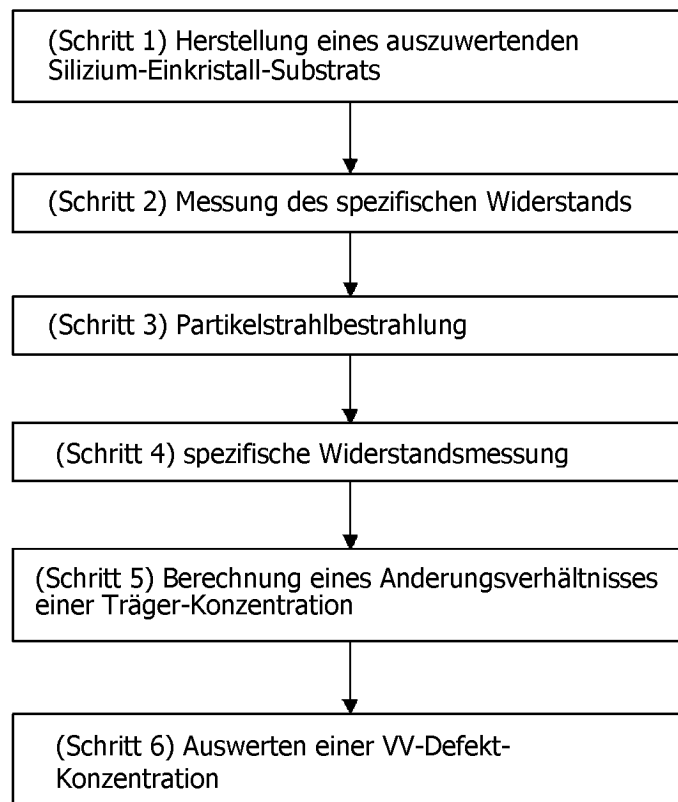 (Schritt 1) Herstellung eines auszuwertenden
Silizium-Einkristall-Substrats
(Schritt 2) Messung des spezifischen Widerstands
(Schritt 3) Partikelstrahlbestrahlung
(Schritt 4) spezifische Widerstandsmessung
(Schritt 5) Berechnung eines Anderungsverhältnisses
einer Träger-Konzentration
(Schritt 6) Auswerten einer VV-Defekt-
Konzentration